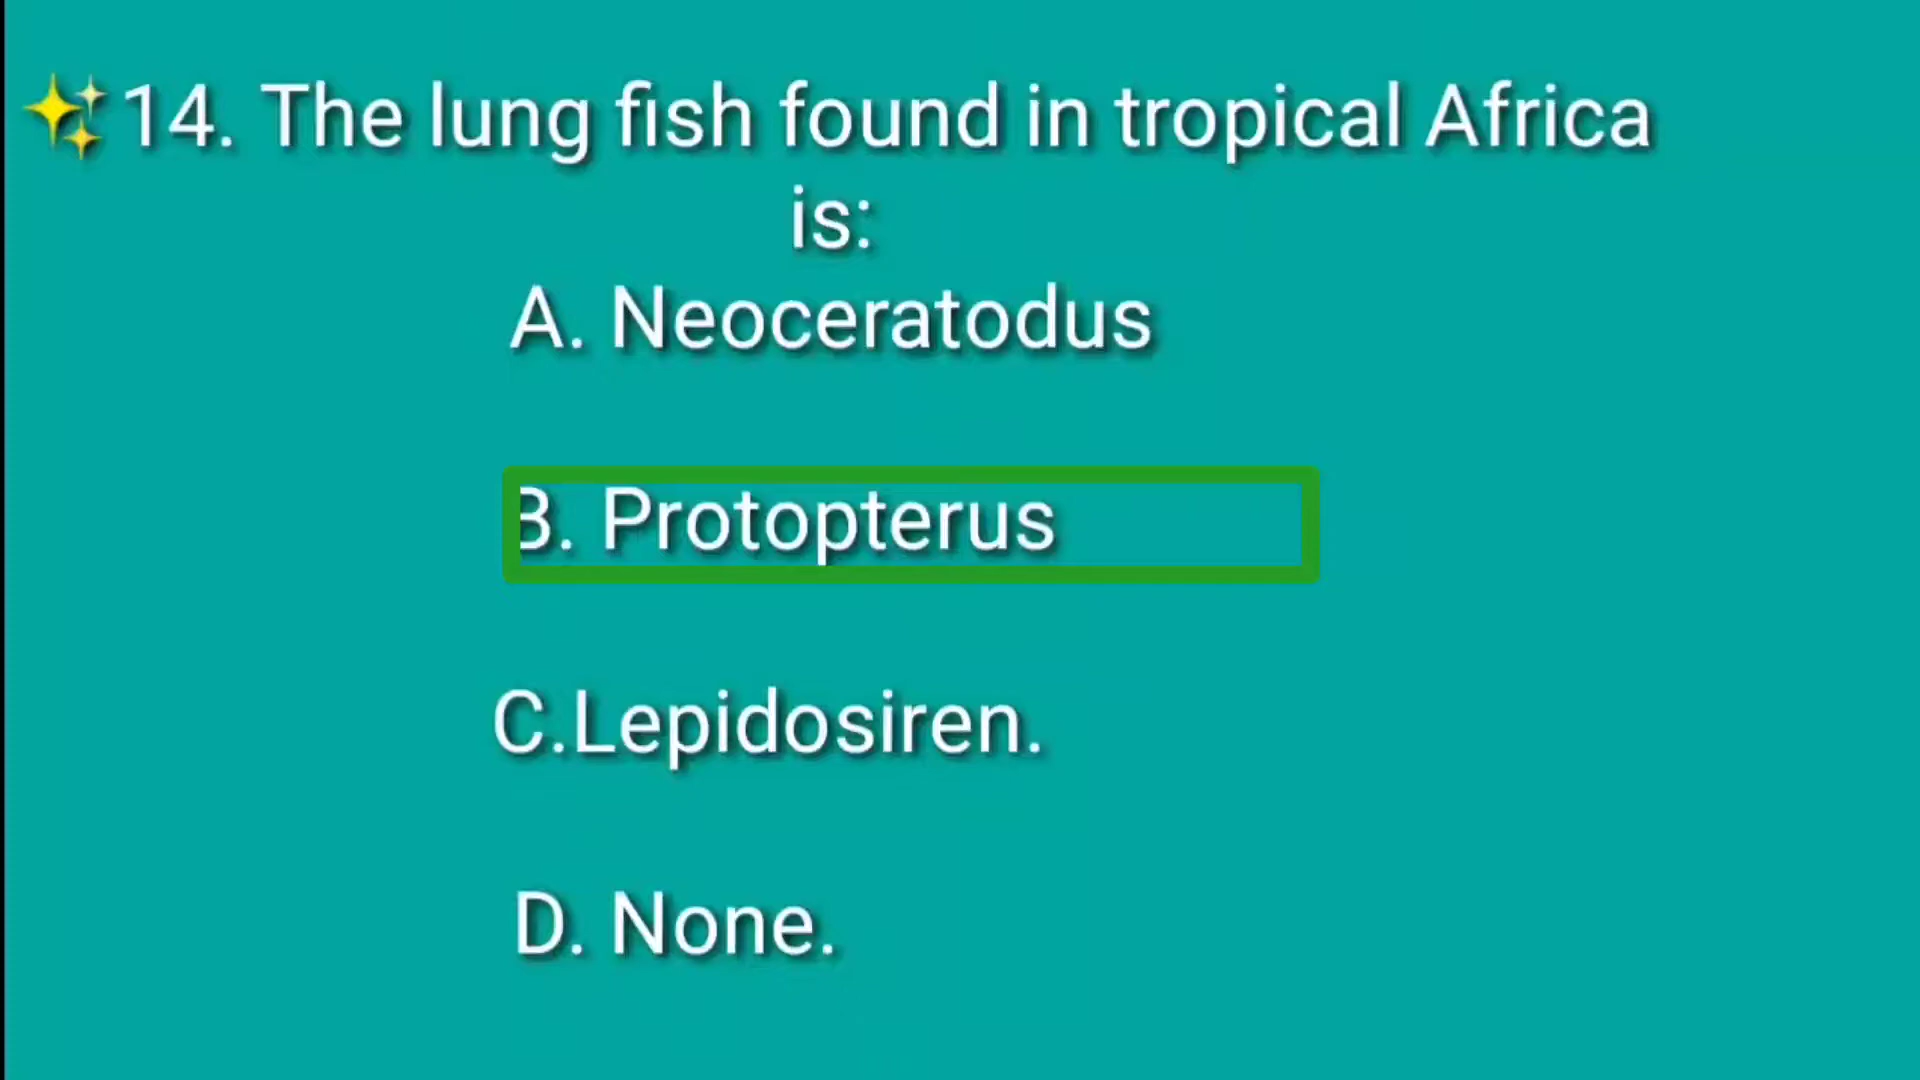 ✨14. The lung fish found in tropical Africa
is:
A. Neoceratodus
B. Protopterus
C.Lepidosiren.
D. None.